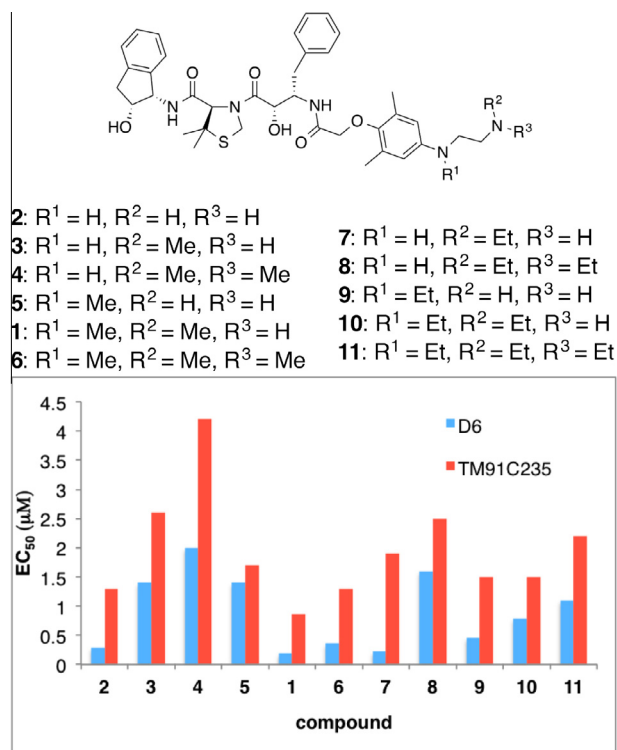 HO
N
H
O
S
N
O
OH
N
H
O
O
N
R¹
R²
N
R³
2: R¹ = H, R² = H, R³ = H
3: R¹ = H, R² = Me, R³ = H
4: R¹ = H, R² = Me, R³ = Me
5: R¹ = Me, R² = H, R³ = H
1: R¹ = Me, R² = Me, R³ = H
6: R¹ = Me, R² = Me, R³ = Me
7: R¹ = H, R² = Et, R³ = H
8: R¹ = H, R² = Et, R³ = Et
9: R¹ = Et, R² = H, R³ = H
10: R¹ = Et, R² = Et, R³ = H
11: R¹ = Et, R² = Et, R³ = Et
EC₅₀ (μM)
4.5
4
3.5
3
2.5
2
1.5
1
0.5
0
D6
TM91C235
2 3 4 5 1 6 7 8 9 10 11
compound